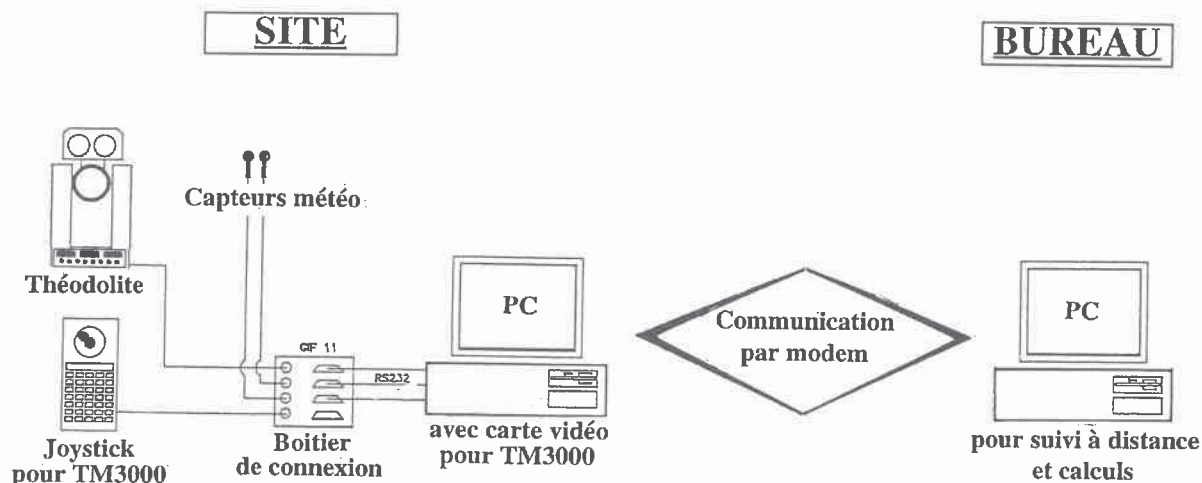 SITE
BUREAU
Capteurs météo
Théodolite
PC
PC
Communication
par modem
GIF 11
RS232
Joystick
pour TM3000
Boitier
de connexion
avec carte vidéo
pour TM3000
pour suivi à distance
et calculs